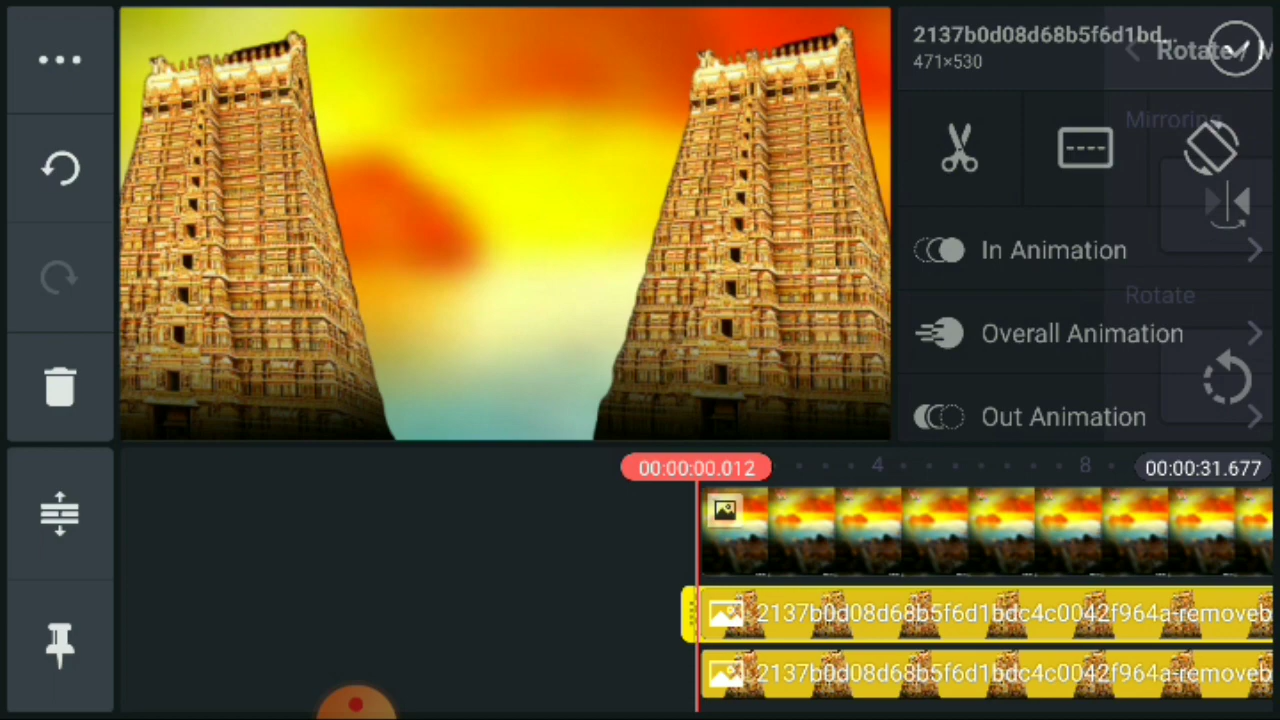 2137b0d08d68b5f6d1bd...
471×530
Rotate / M
Mirroring
In Animation
Rotate
Overall Animation
Out Animation
00:00:00.012
4
8
00:00:31.677
2137b0d08d68b5f6d1bdc4c0042f964a-removeb
2137b0d08d68b5f6d1bdc4c0042f964a-removeb